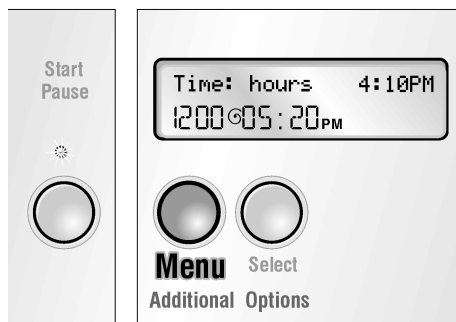 Start
Pause
Time: hours 4:10PM
1200 05:20PM
Menu Select
Additional Options